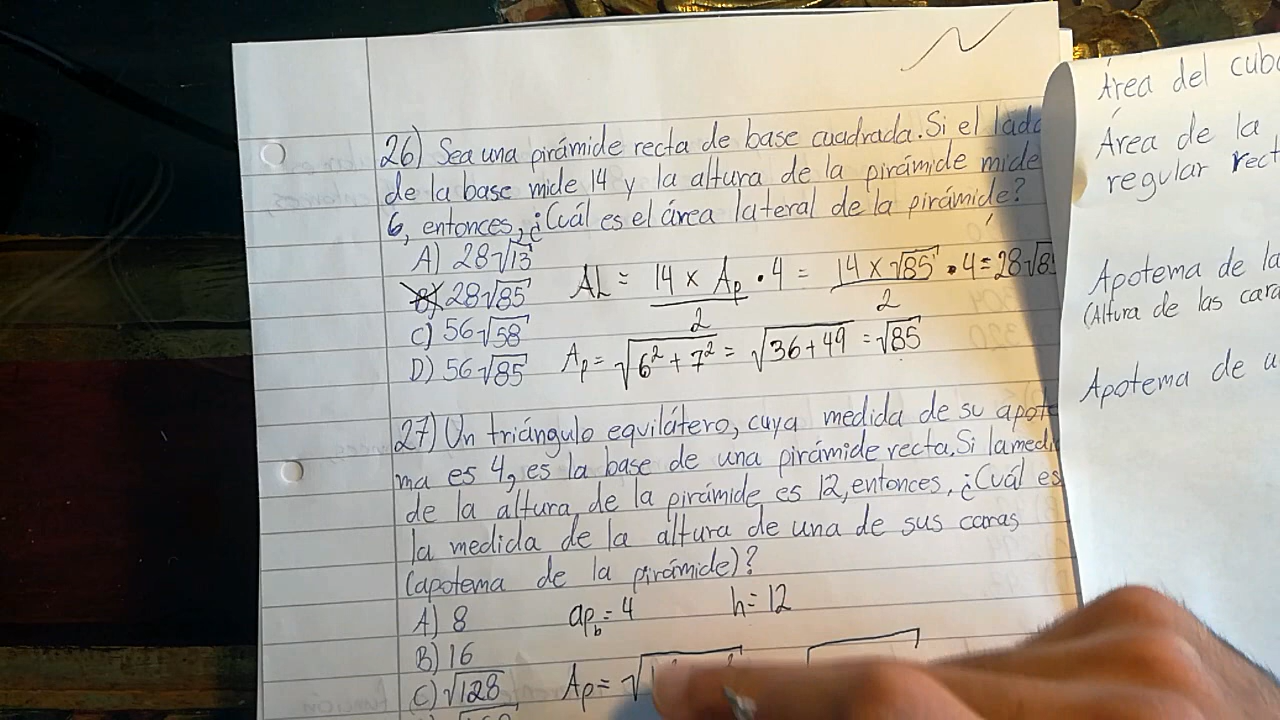 26) Sea una pirámide recta de base cuadrada. Si el lado
de la base mide 14 y la altura de la pirámide mide
6, entonces, ¿Cuál es el área lateral de la pirámide?
A) 28√13
B) 28√85
C) 56√58
D) 56√85
AL = 14 x Ap / 2 · 4 = 14 x √85 / 2 · 4 = 28√8
Ap = √6² + 7² = √36+49 = √85
27) Un triángulo equilátero, cuya medida de su apote
ma es 4, es la base de una pirámide recta, Si la medi
de la altura, de la pirámide es 12, entonces, ¿Cuál es
la medida de la altura de una de sus caras
(apotema de la pirámide)?
A) 8
B) 16
C) √128
apb = 4 h = 12
Ap = √
Área del cubo
Área de la
regular rect
Apotema de la
(Altura de las cara
Apotema de u